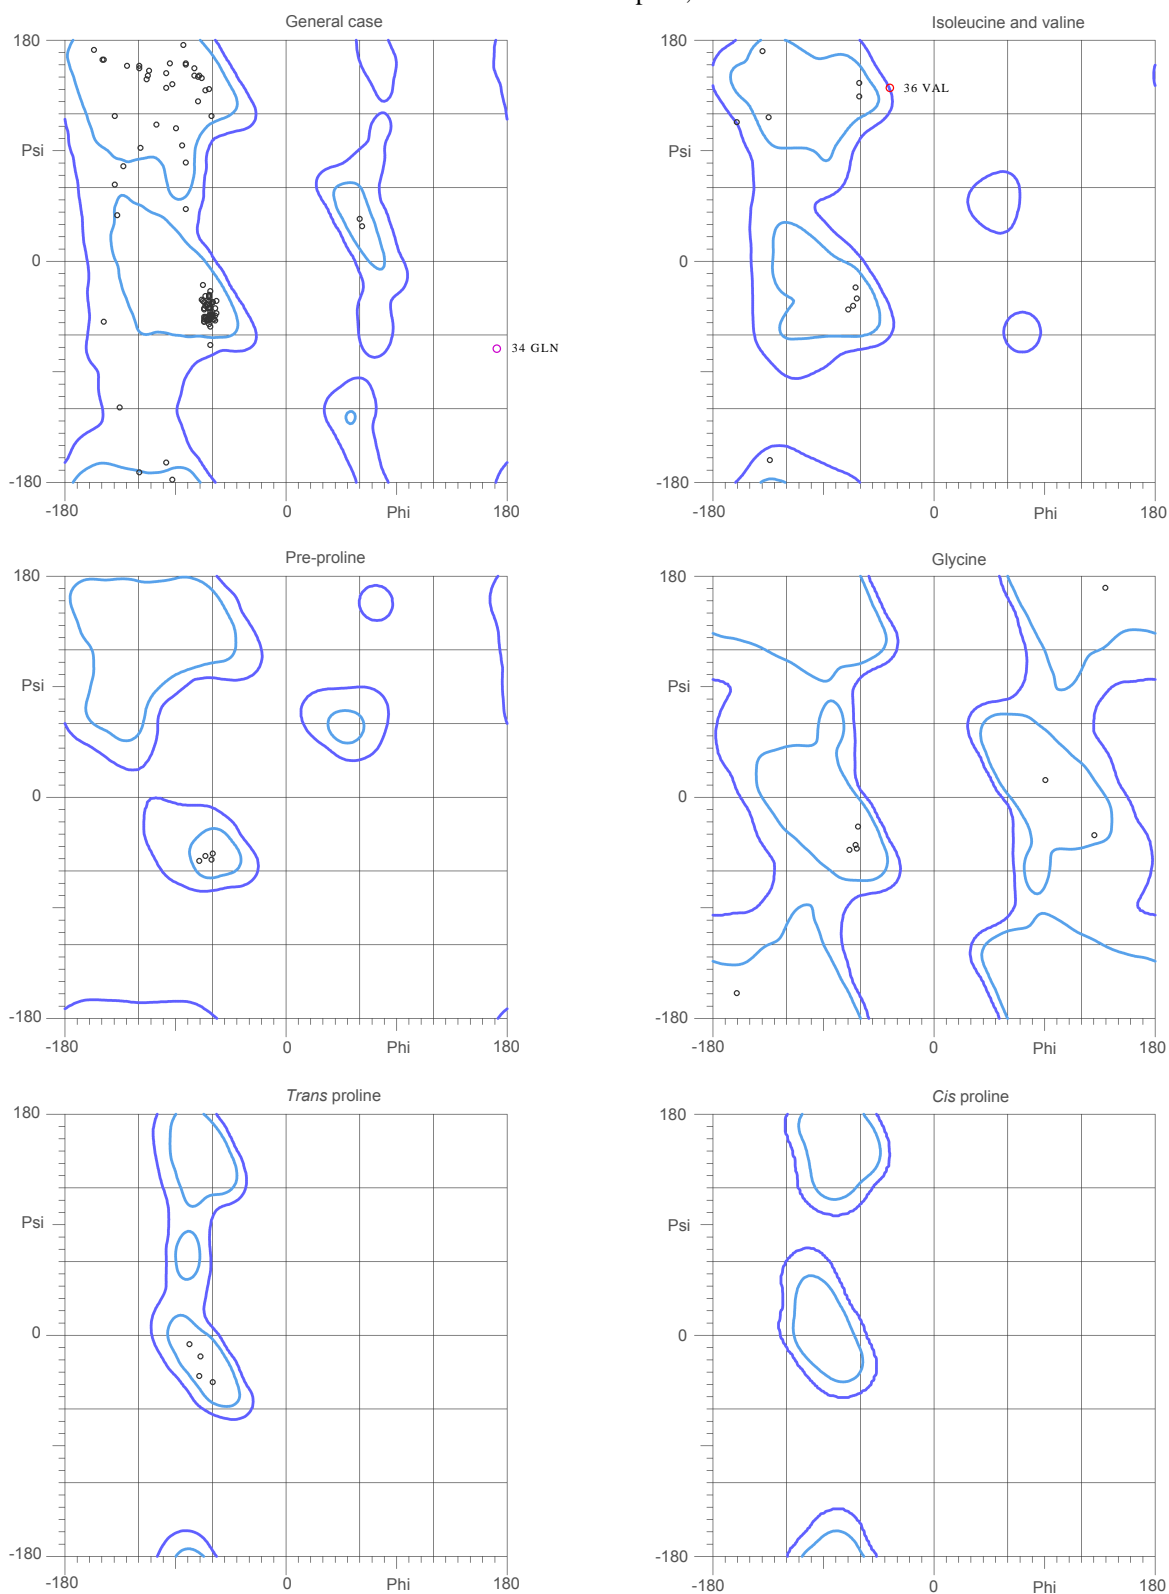 General case
Isoleucine and valine
180
Psi
0
-180
-180
0
Phi
180
34 GLN
180
Psi
0
-180
-180
0
Phi
180
36 VAL
Pre-proline
Glycine
180
Psi
0
-180
-180
0
Phi
180
180
Psi
0
-180
-180
0
Phi
180
Trans proline
Cis proline
180
Psi
0
-180
-180
0
Phi
180
180
Psi
0
-180
-180
0
Phi
180